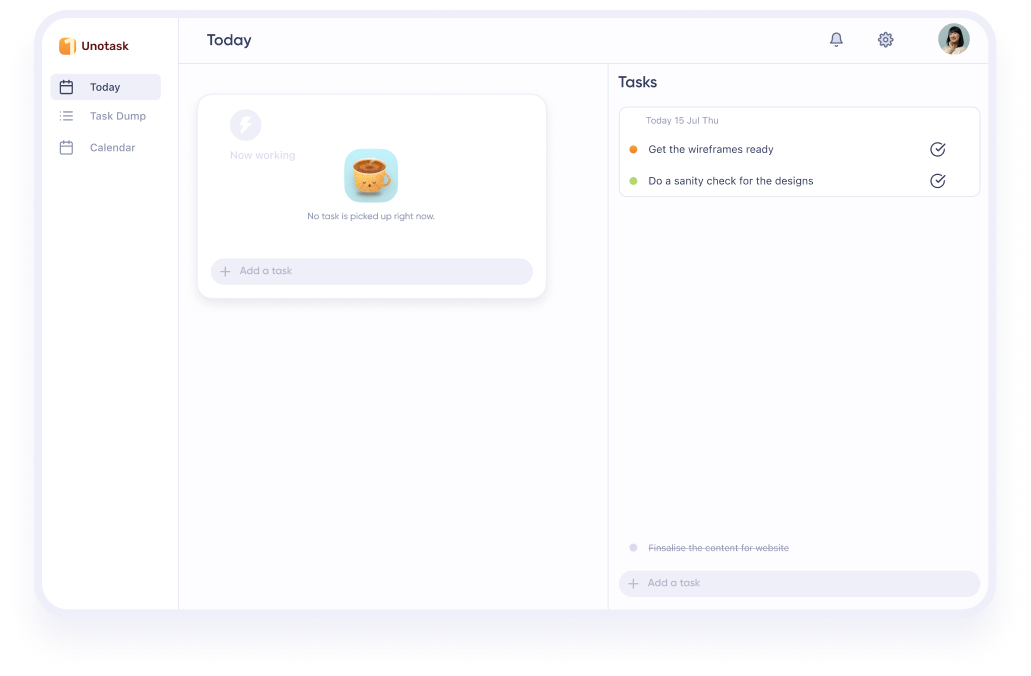 Unotask
Today
Task Dump
Calendar
Today
Now working
No task is picked up right now.
Add a task
Tasks
Today 15 Jul Thu
Get the wireframes ready
Do a sanity check for the designs
Finsalise the content for website
Add a task